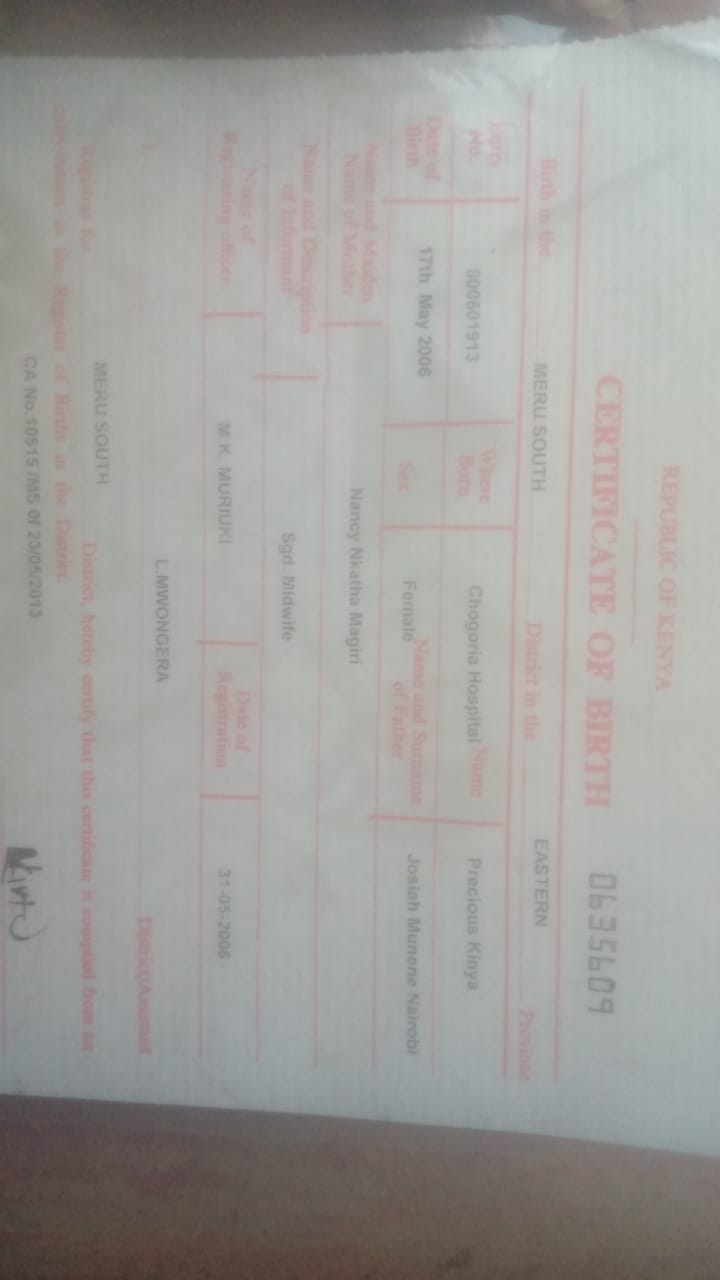 REPUBLIC OF KENYA
CERTIFICATE OF BIRTH 0635609
Birth in the MERU SOUTH District in the EASTERN Province
Entry No. 800601913 Where Born Chogoria Hospital Name Precious Kinya
Date of Birth 17th May 2006 Sex Female Name and Surname of Father Josiah Munene Nairobi
Name and Maiden Name of Mother Nancy Nkatha Magiri
Name and Description of Informant Sgd Midwife
Name of Registering officer M.K. MURIUKI Date of Registration 31-05-2006
I, L.MWONGERA District/Assistant
Registrar for MERU SOUTH District, hereby certify that this certificate is compiled from an
in the Register of Births in the District.
CA No.10515 /MS 0f 23/05/2013